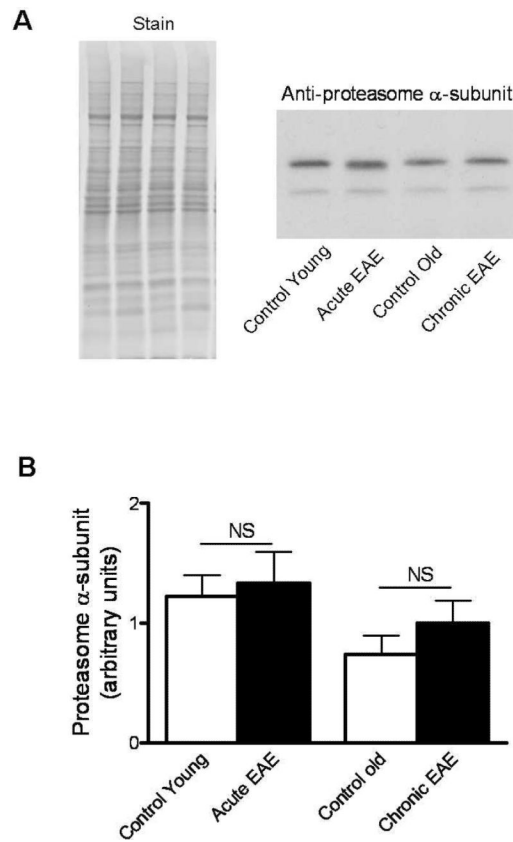 A
Stain
Anti-proteasome α-subunit
Control Young
Acute EAE
Control Old
Chronic EAE
B
Proteasome α-subunit
(arbitrary units)
2
1
0
NS
NS
Control Young
Acute EAE
Control old
Chronic EAE